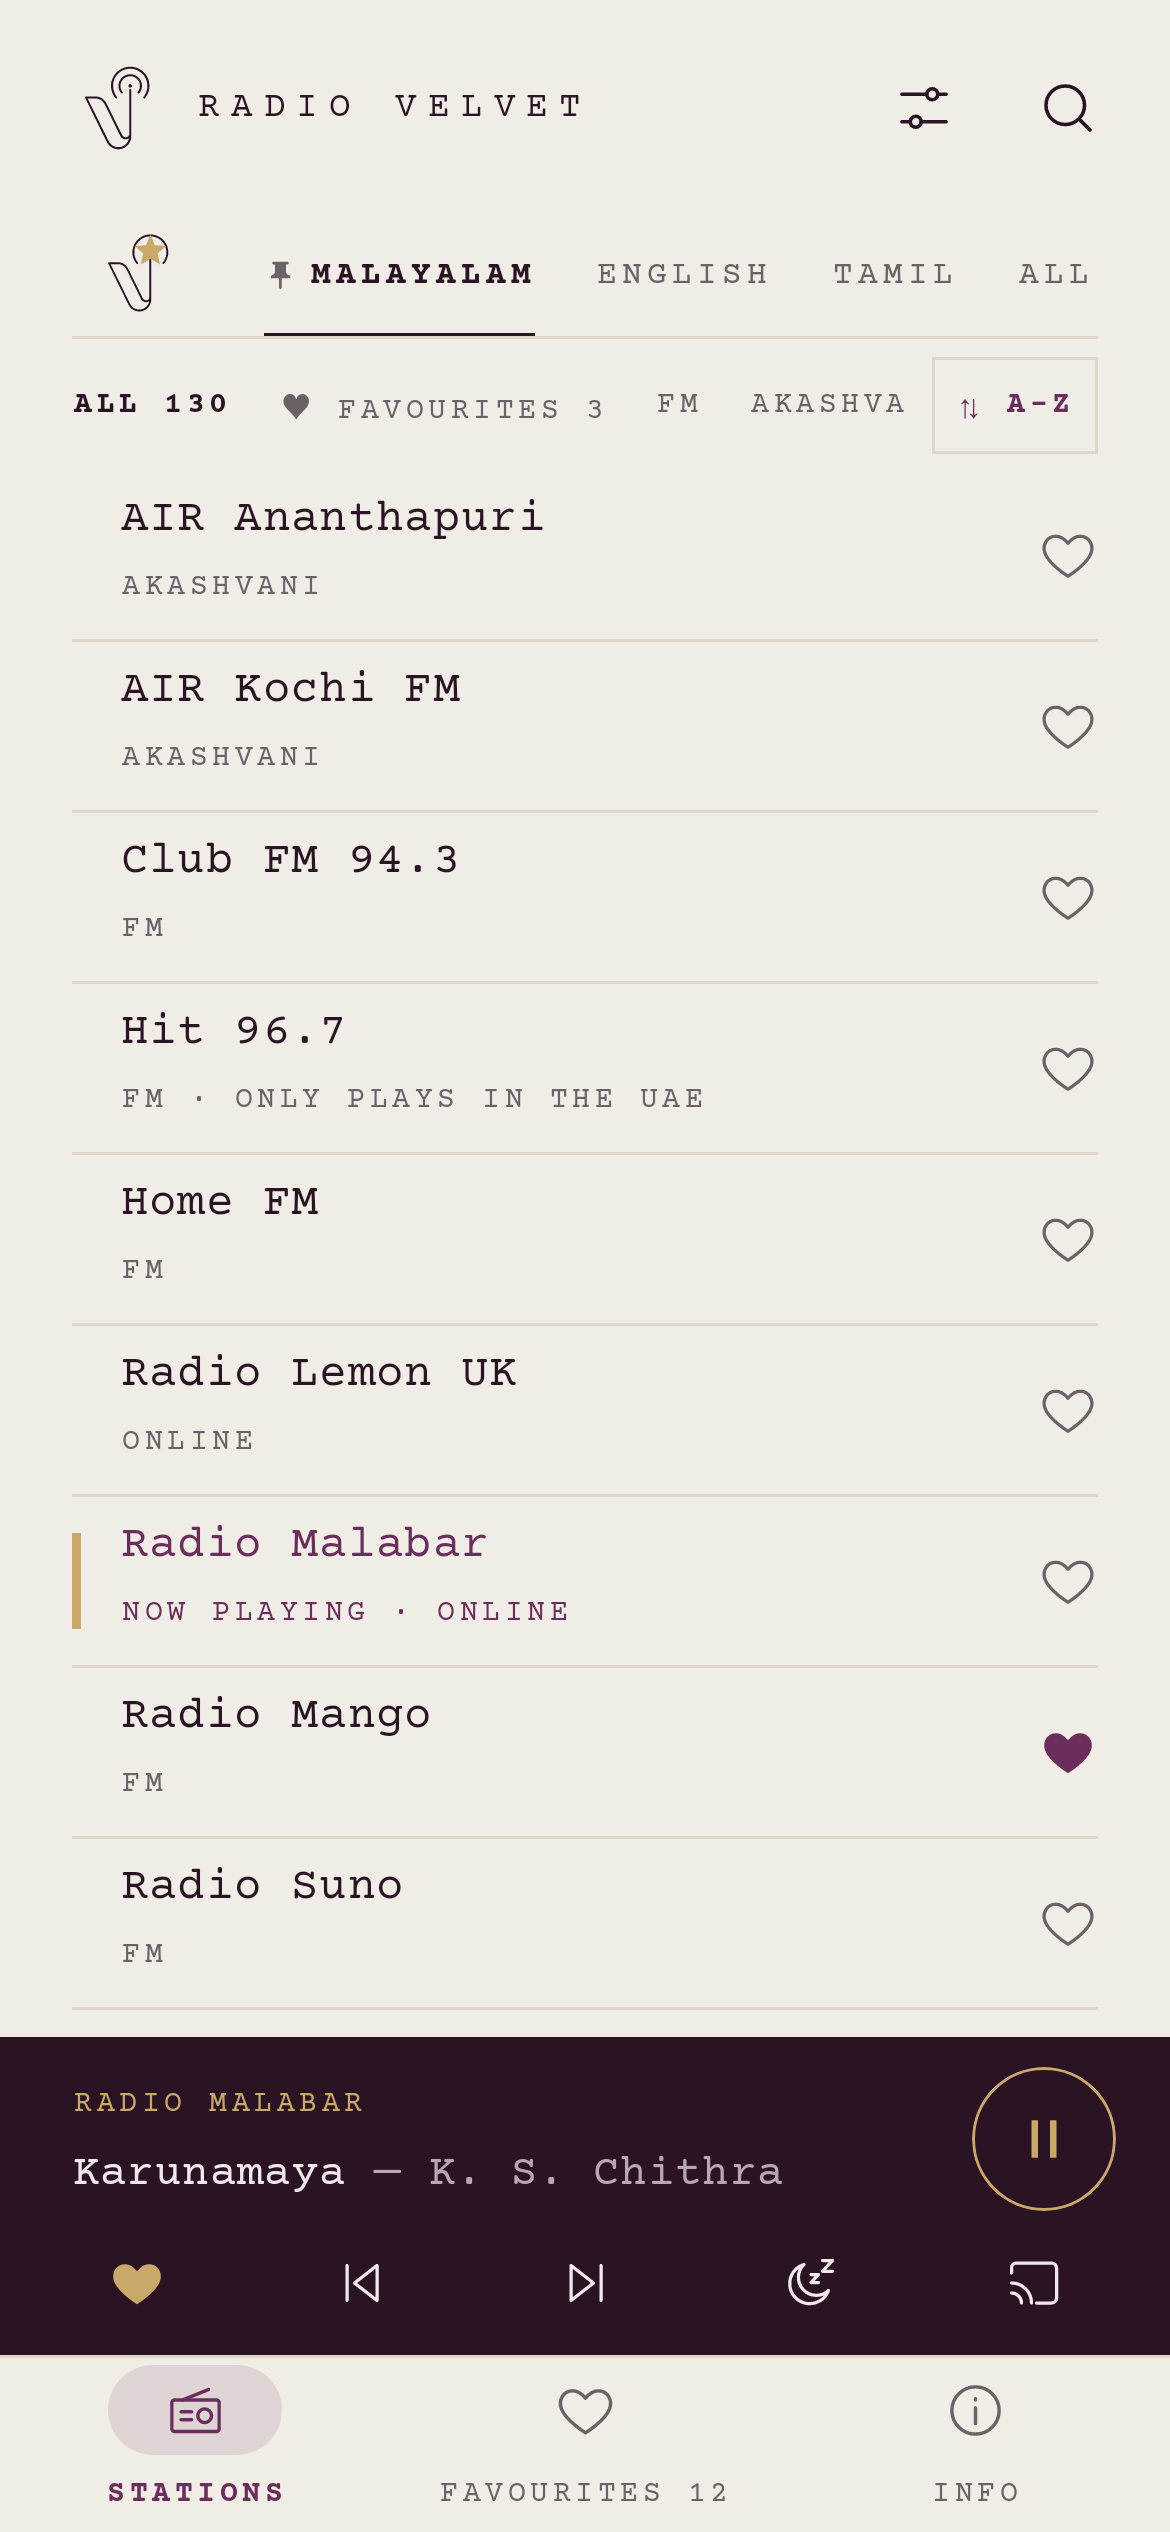 RADIO VELVET
MALAYALAM ENGLISH TAMIL ALL
ALL 130 FAVOURITES 3 FM AKASHVA A-Z
AIR Ananthapuri
AKASHVANI
AIR Kochi FM
AKASHVANI
Club FM 94.3
FM
Hit 96.7
FM · ONLY PLAYS IN THE UAE
Home FM
FM
Radio Lemon UK
ONLINE
Radio Malabar
NOW PLAYING · ONLINE
Radio Mango
FM
Radio Suno
FM
RADIO MALABAR
Karunamaya — K. S. Chithra
STATIONS FAVOURITES 12 INFO